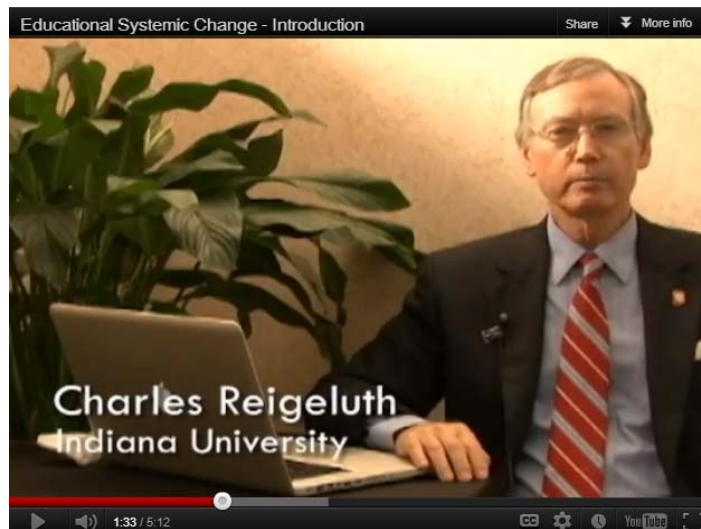 Educational Systemic Change - Introduction
Share
More info
Charles Reigeluth
Indiana University
1:33 / 5:12
CC
YouTube